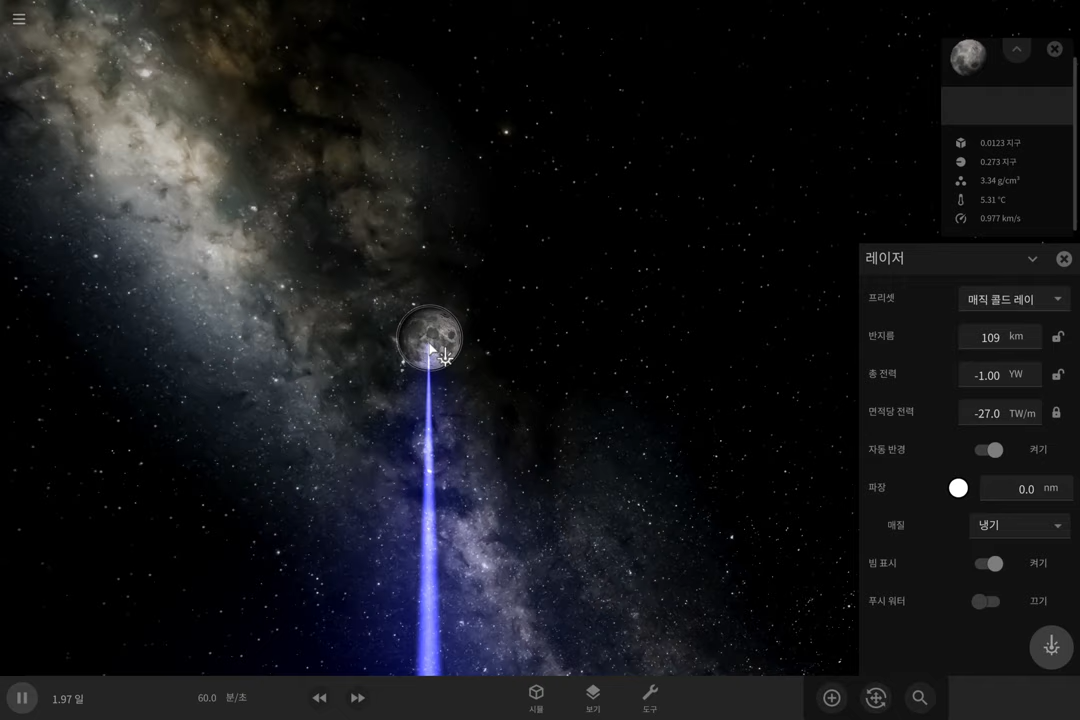 0.0123 지구
0.273 지구
3.34 g/cm³
5.31 °C
0.977 km/s
레이저
프리셋 매직 콜드 레이
반지름 109 km
총 전력 -1.00 YW
면적당 전력 -27.0 TW/m
자동 반경 켜기
파장 0.0 nm
매질 냉기
빔 표시 켜기
푸시 워터 끄기
1.97 일 60.0 분/초 시뮬 보기 도구